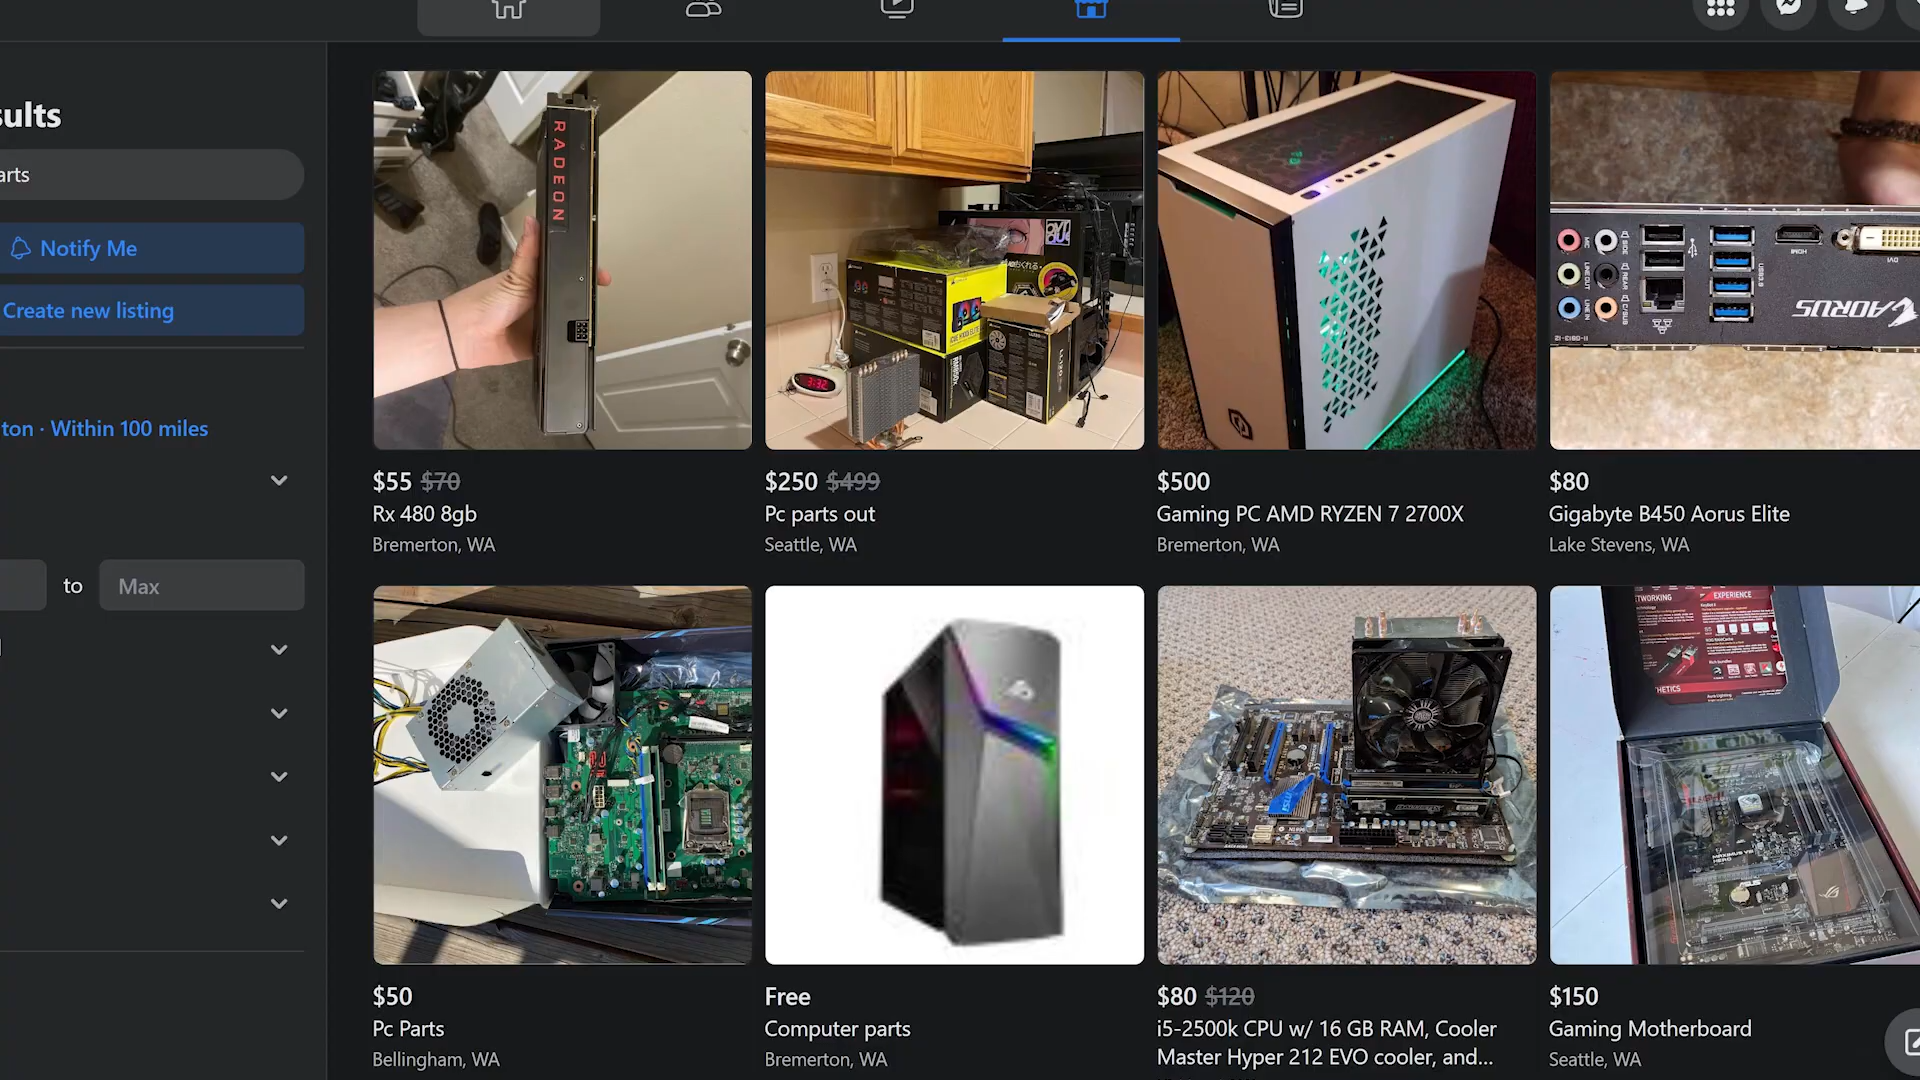 sults
arts
Notify Me
Create new listing
ton · Within 100 miles
to
Max
RADEON
3:32
AORUS
$55 $70
Rx 480 8gb
Bremerton, WA
$250 $499
Pc parts out
Seattle, WA
$500
Gaming PC AMD RYZEN 7 2700X
Bremerton, WA
$80
Gigabyte B450 Aorus Elite
Lake Stevens, WA
EXPERIENCE
$50
Pc Parts
Bellingham, WA
Free
Computer parts
Bremerton, WA
$80 $120
i5-2500k CPU w/ 16 GB RAM, Cooler
Master Hyper 212 EVO cooler, and...
$150
Gaming Motherboard
Seattle, WA